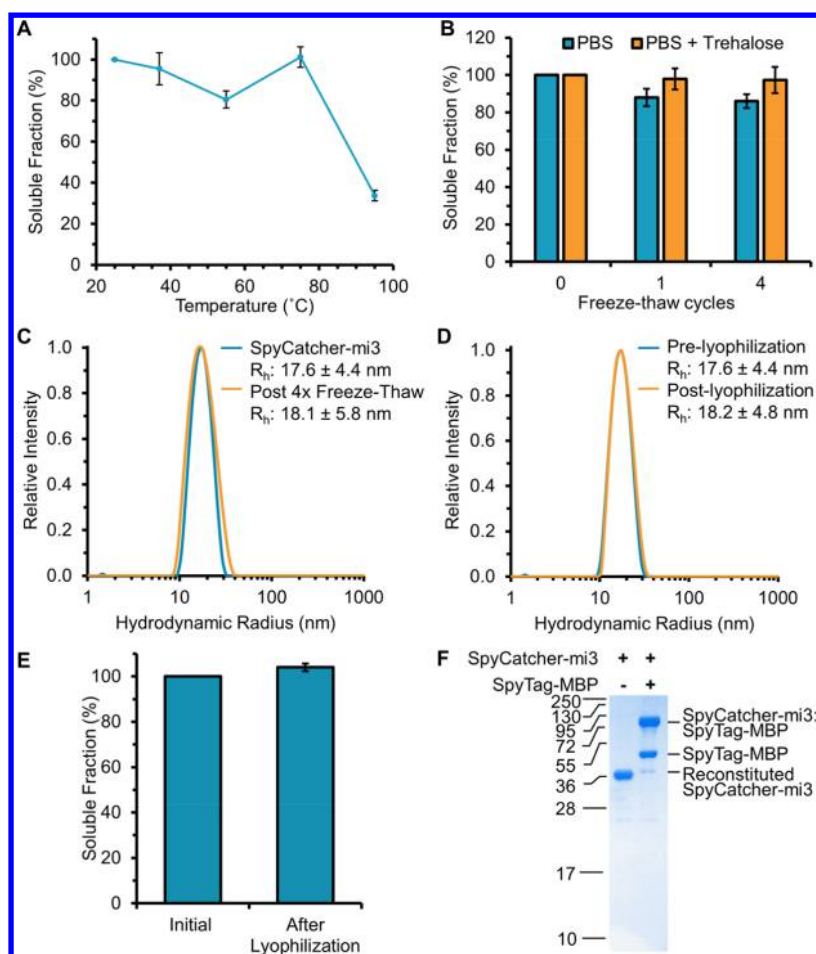 A
Soluble Fraction (%)
120
100
80
60
40
20
0
20
40
60
80
100
Temperature (˚C)
B
PBS
PBS + Trehalose
Soluble Fraction (%)
120
100
80
60
40
20
0
0
1
4
Freeze-thaw cycles
C
SpyCatcher-mi3
Rh: 17.6 ± 4.4 nm
Post 4x Freeze-Thaw
Rh: 18.1 ± 5.8 nm
Relative Intensity
1.0
0.8
0.6
0.4
0.2
0.0
1
10
100
1000
Hydrodynamic Radius (nm)
D
Pre-lyophilization
Rh: 17.6 ± 4.4 nm
Post-lyophilization
Rh: 18.2 ± 4.8 nm
Relative Intensity
1.0
0.8
0.6
0.4
0.2
0.0
1
10
100
1000
Hydrodynamic Radius (nm)
E
Soluble Fraction (%)
100
80
60
40
20
0
Initial
After
Lyophilization
F
SpyCatcher-mi3 + +
SpyTag-MBP - +
250
130
95
72
55
36
28
17
10
SpyCatcher-mi3:
SpyTag-MBP
SpyTag-MBP
Reconstituted
SpyCatcher-mi3